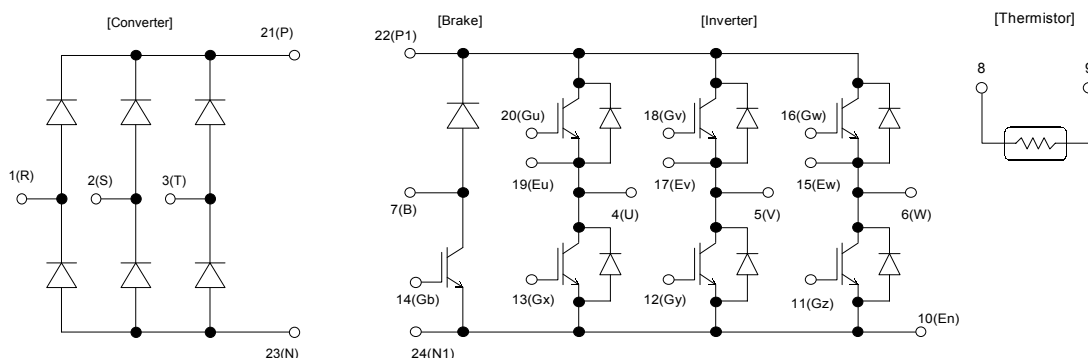 [Converter]
[Brake]
[Inverter]
[Thermistor]
21(P)
22(P1)
8
9
20(Gu)
18(Gv)
16(Gw)
1(R)
2(S)
3(T)
19(Eu)
17(Ev)
15(Ew)
7(B)
4(U)
5(V)
6(W)
14(Gb)
13(Gx)
12(Gy)
11(Gz)
10(En)
23(N)
24(N1)